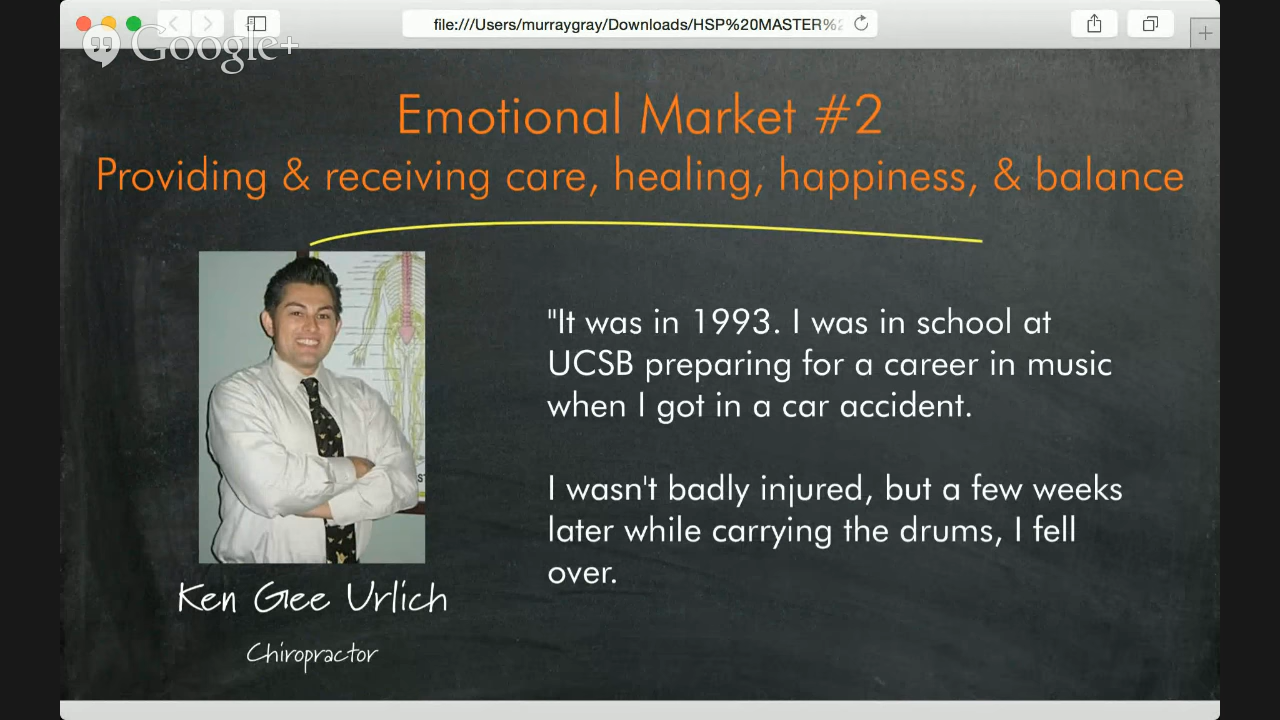 file:///Users/murraygray/Downloads/HSP%20MASTER%2
Google+
Emotional Market #2
Providing & receiving care, healing, happiness, & balance
"It was in 1993. I was in school at
UCSB preparing for a career in music
when I got in a car accident.
I wasn't badly injured, but a few weeks
later while carrying the drums, I fell
over.
Ken Gee Urlich
Chiropractor